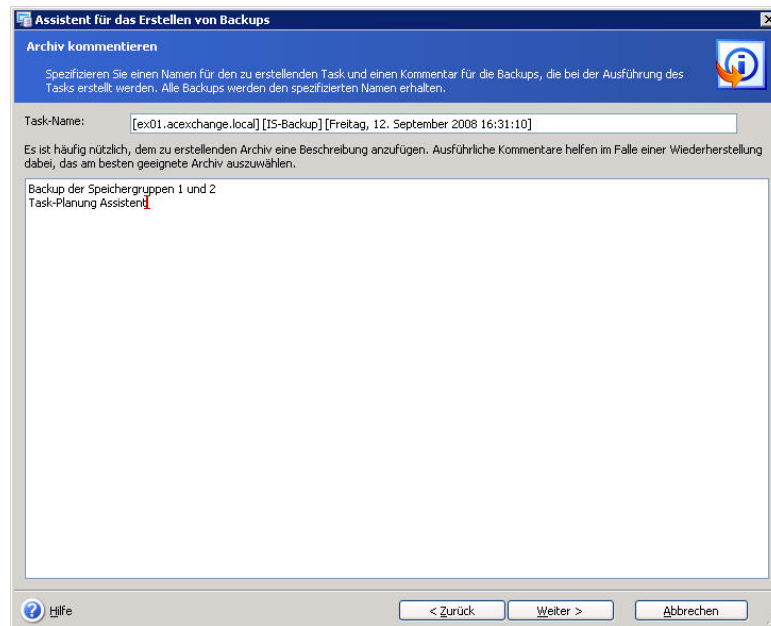 Assistent für das Erstellen von Backups
Archiv kommentieren
Spezifizieren Sie einen Namen für den zu erstellenden Task und einen Kommentar für die Backups, die bei der Ausführung des
Tasks erstellt werden. Alle Backups werden den spezifizierten Namen erhalten.
Task-Name: [ex01.acexchange.local] [IS-Backup] [Freitag, 12. September 2008 16:31:10]
Es ist häufig nützlich, dem zu erstellenden Archiv eine Beschreibung anzufügen. Ausführliche Kommentare helfen im Falle einer Wiederherstellung
dabei, das am besten geeignete Archiv auszuwählen.
Backup der Speichergruppen 1 und 2
Task-Planung Assistent
Hilfe < Zurück Weiter > Abbrechen